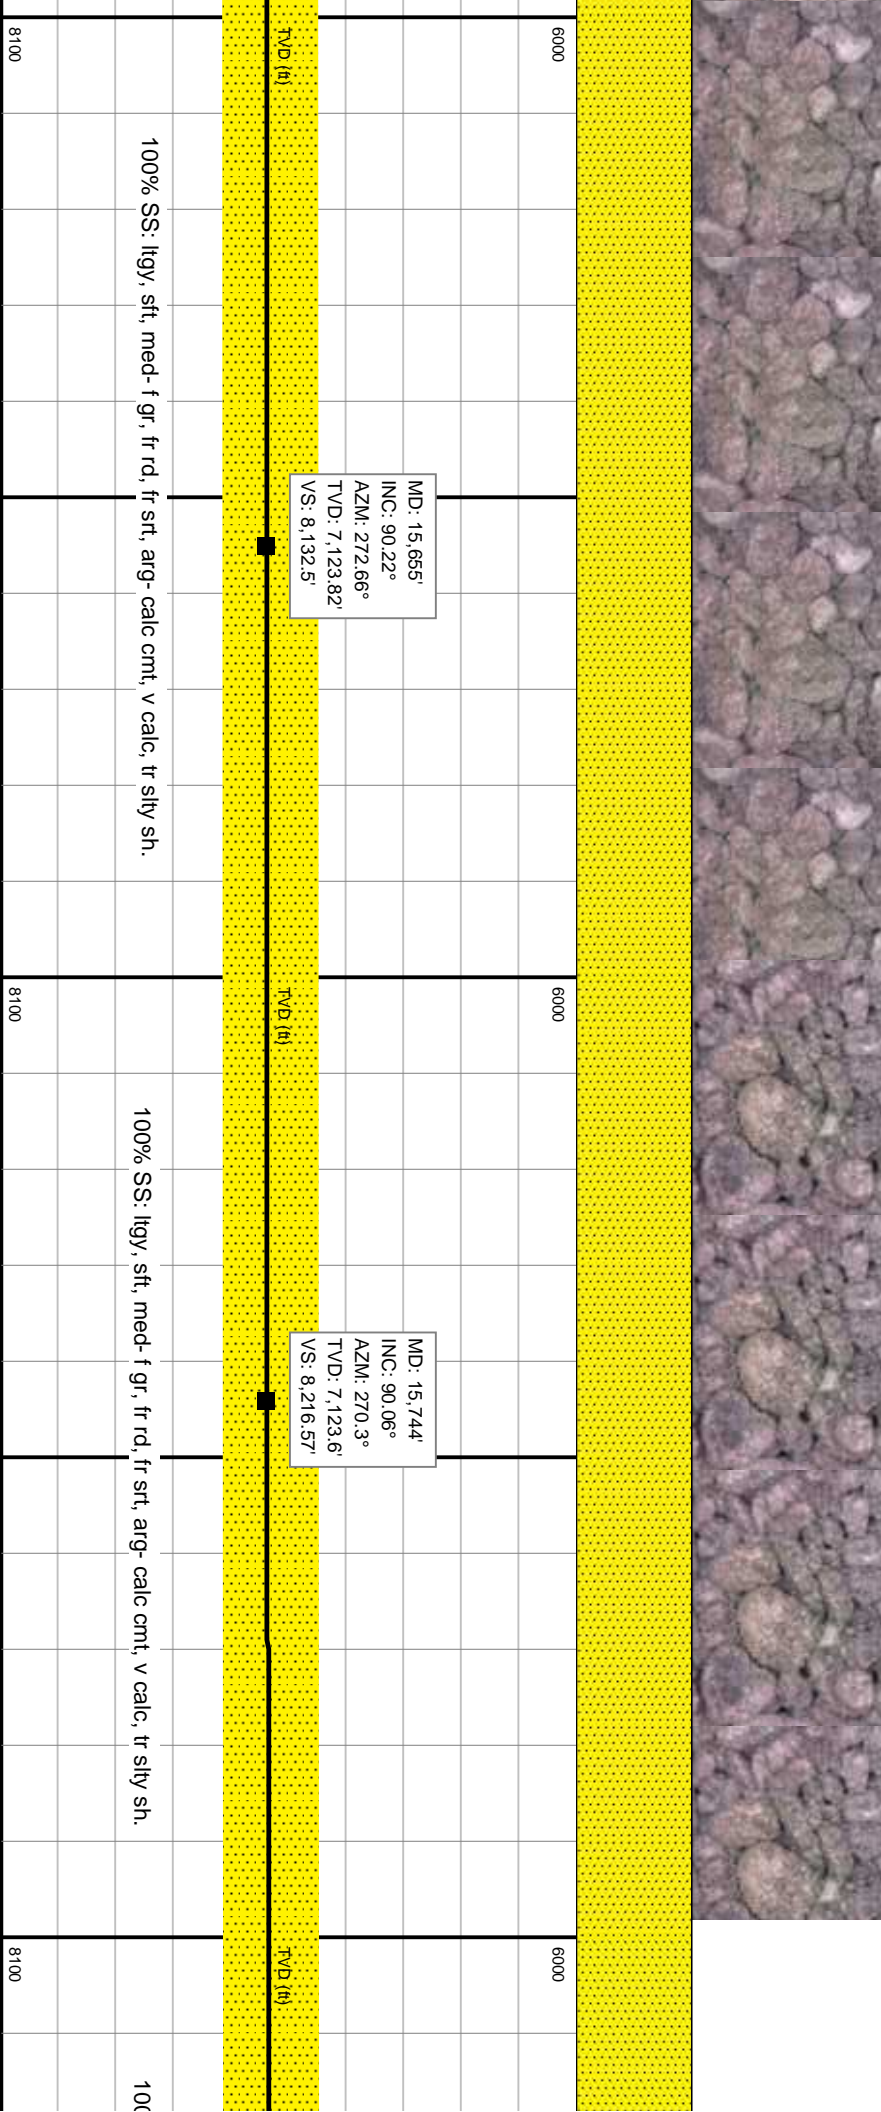 6000
TVD (ft)
8100
100% SS: ltgy, sft, med- f gr, fr rd, fr srt, arg- calc cmt, v calc, tr slty sh.
MD: 15,655'
INC: 90.22°
AZM: 272.66°
TVD: 7,123.82'
VS: 8,132.5'
6000
TVD (ft)
8100
100% SS: ltgy, sft, med- f gr, fr rd, fr srt, arg- calc cmt, v calc, tr slty sh.
MD: 15,744'
INC: 90.06°
AZM: 270.3°
TVD: 7,123.6'
VS: 8,216.57'
6000
TVD (ft)
8100